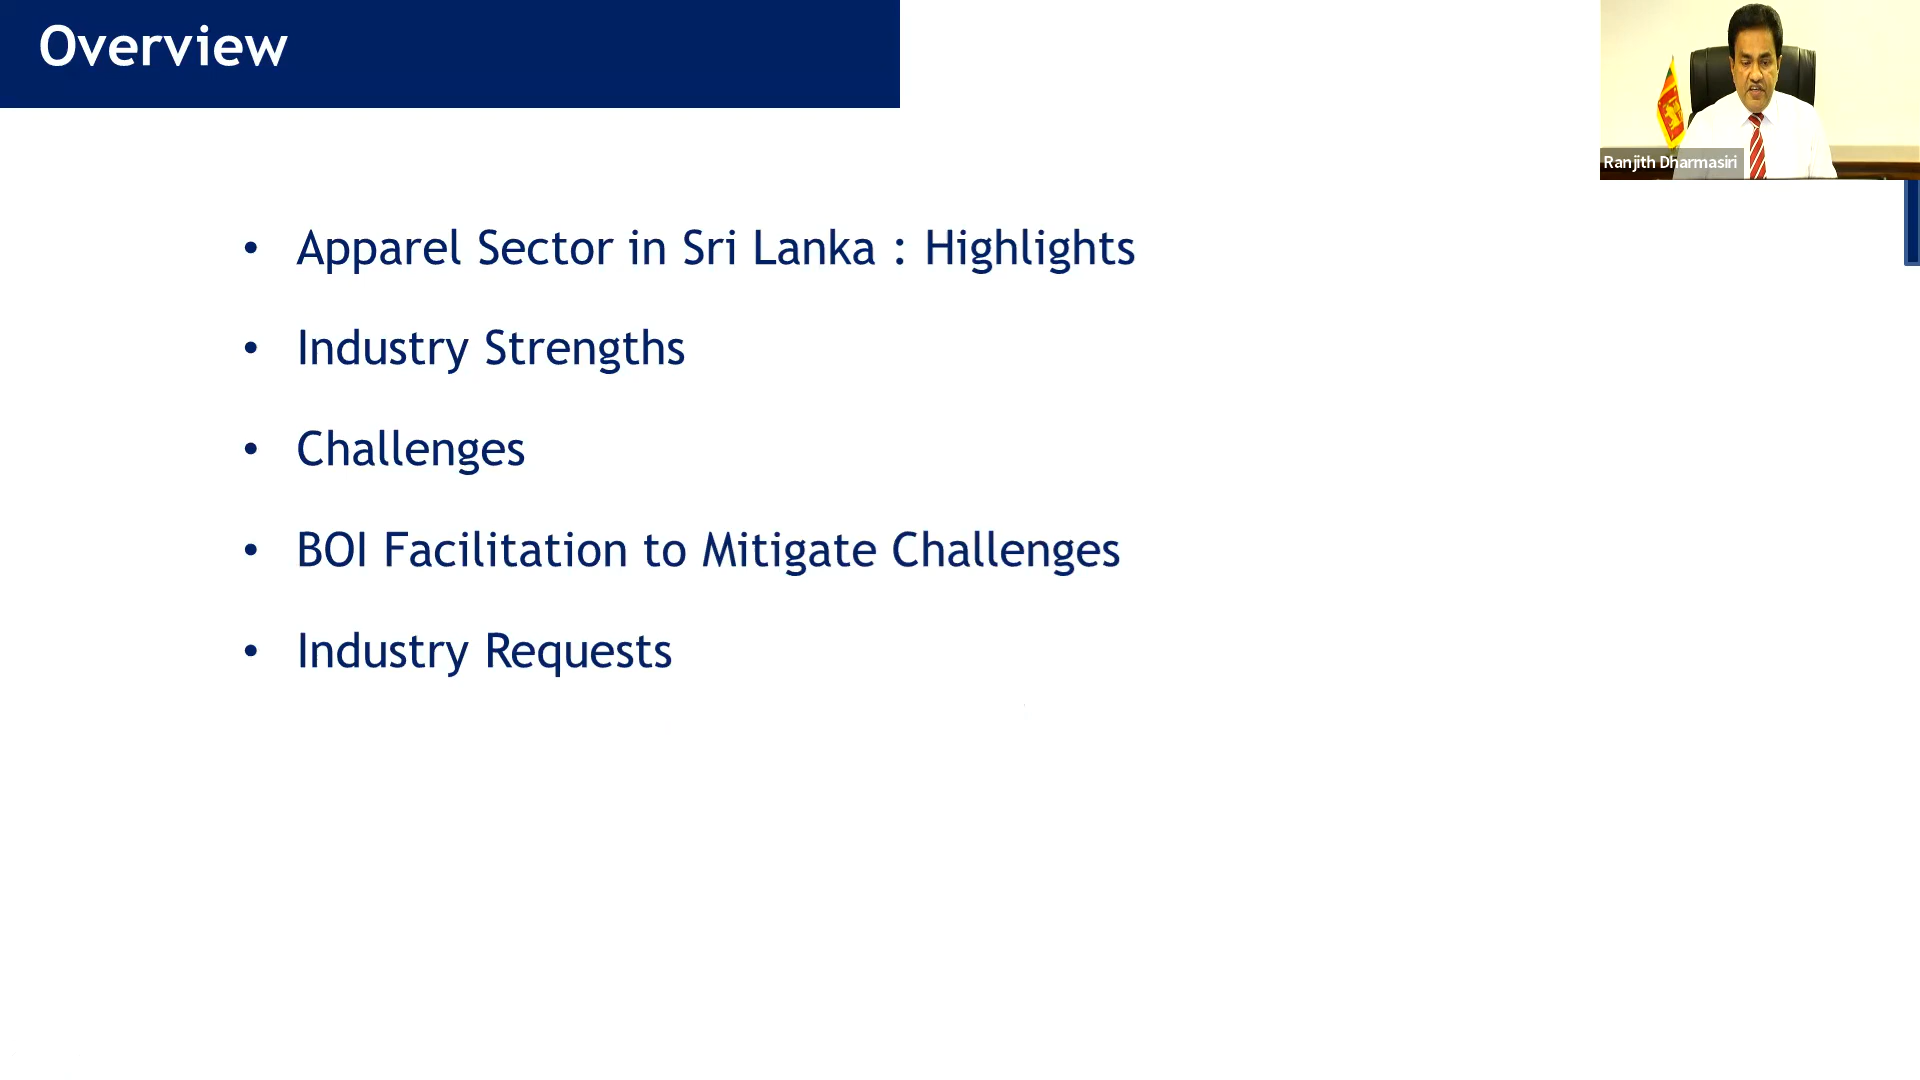 Overview
Ranjith Dharmasiri
• Apparel Sector in Sri Lanka : Highlights
• Industry Strengths
• Challenges
• BOI Facilitation to Mitigate Challenges
• Industry Requests